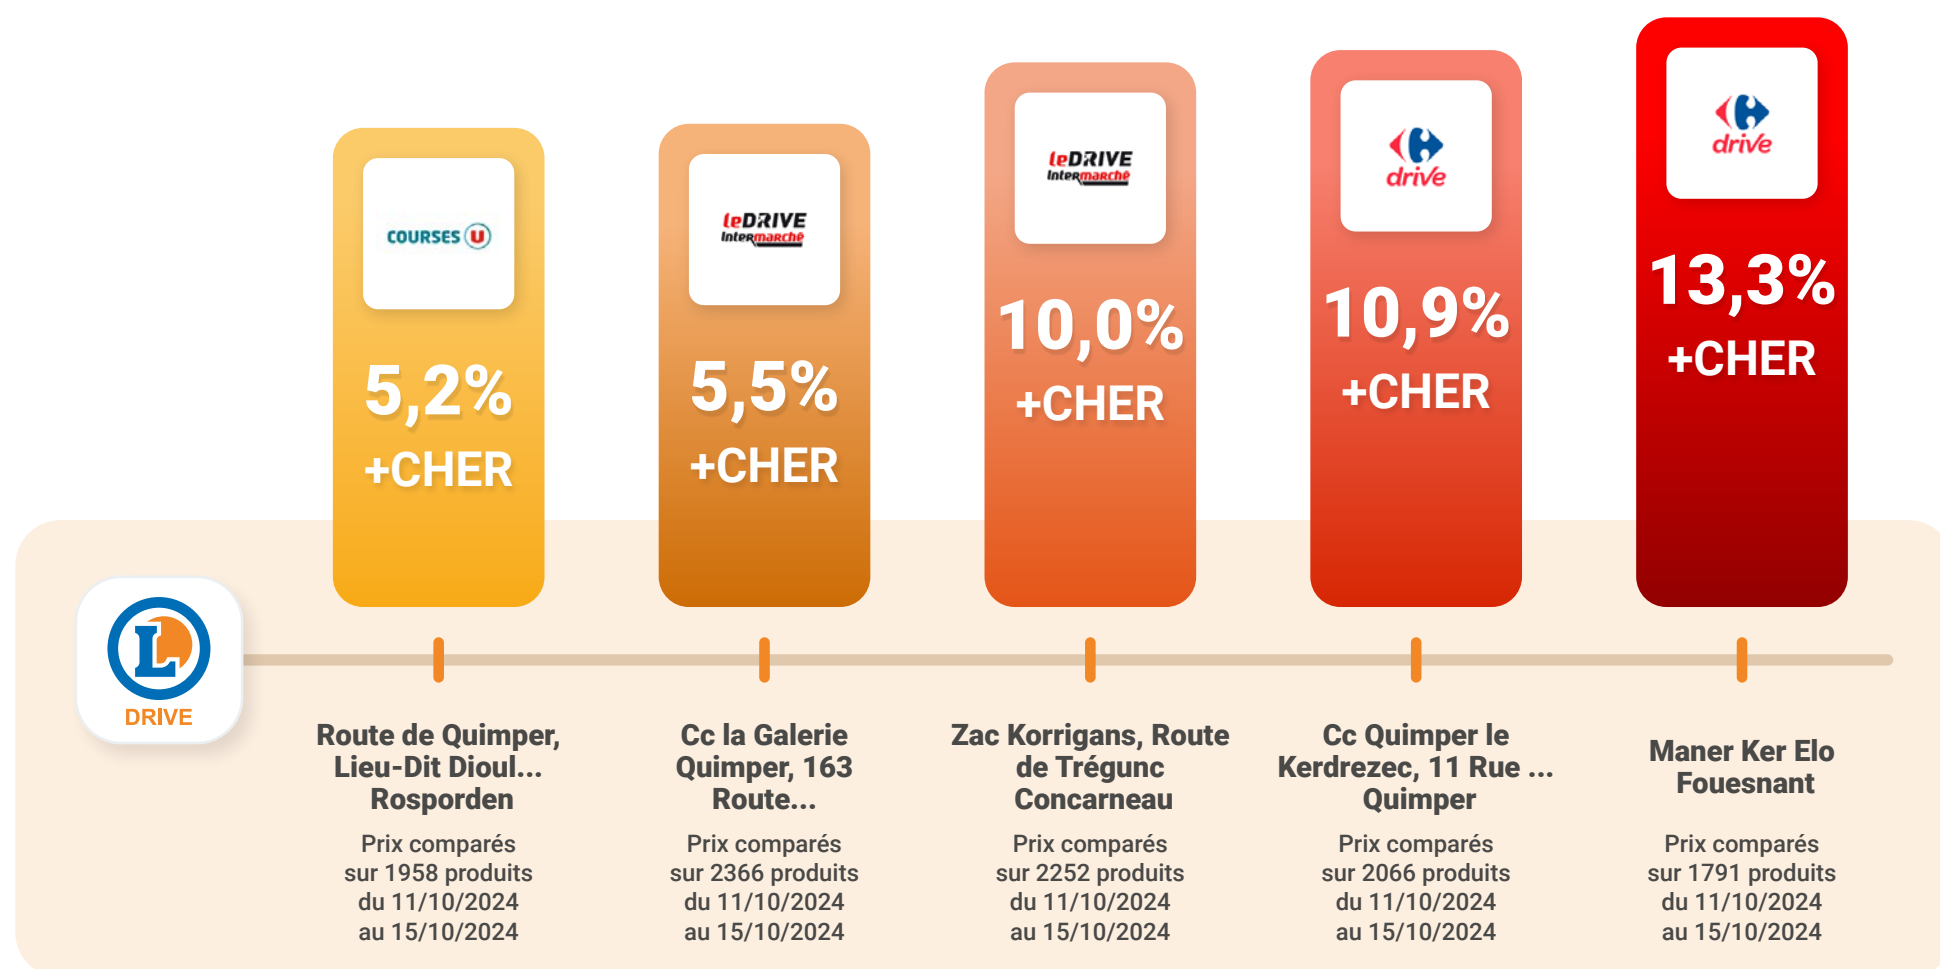 COURSES U
5,2%
+CHER
leDRIVE
Intermarché
5,5%
+CHER
leDRIVE
Intermarché
10,0%
+CHER
drive
10,9%
+CHER
drive
13,3%
+CHER
L
DRIVE
Route de Quimper,
Lieu-Dit Dioul...
Rosporden
Prix comparés
sur 1958 produits
du 11/10/2024
au 15/10/2024
Cc la Galerie
Quimper, 163
Route...
Prix comparés
sur 2366 produits
du 11/10/2024
au 15/10/2024
Zac Korrigans, Route
de Trégunc
Concarneau
Prix comparés
sur 2252 produits
du 11/10/2024
au 15/10/2024
Cc Quimper le
Kerdrezec, 11 Rue ...
Quimper
Prix comparés
sur 2066 produits
du 11/10/2024
au 15/10/2024
Maner Ker Elo
Fouesnant
Prix comparés
sur 1791 produits
du 11/10/2024
au 15/10/2024